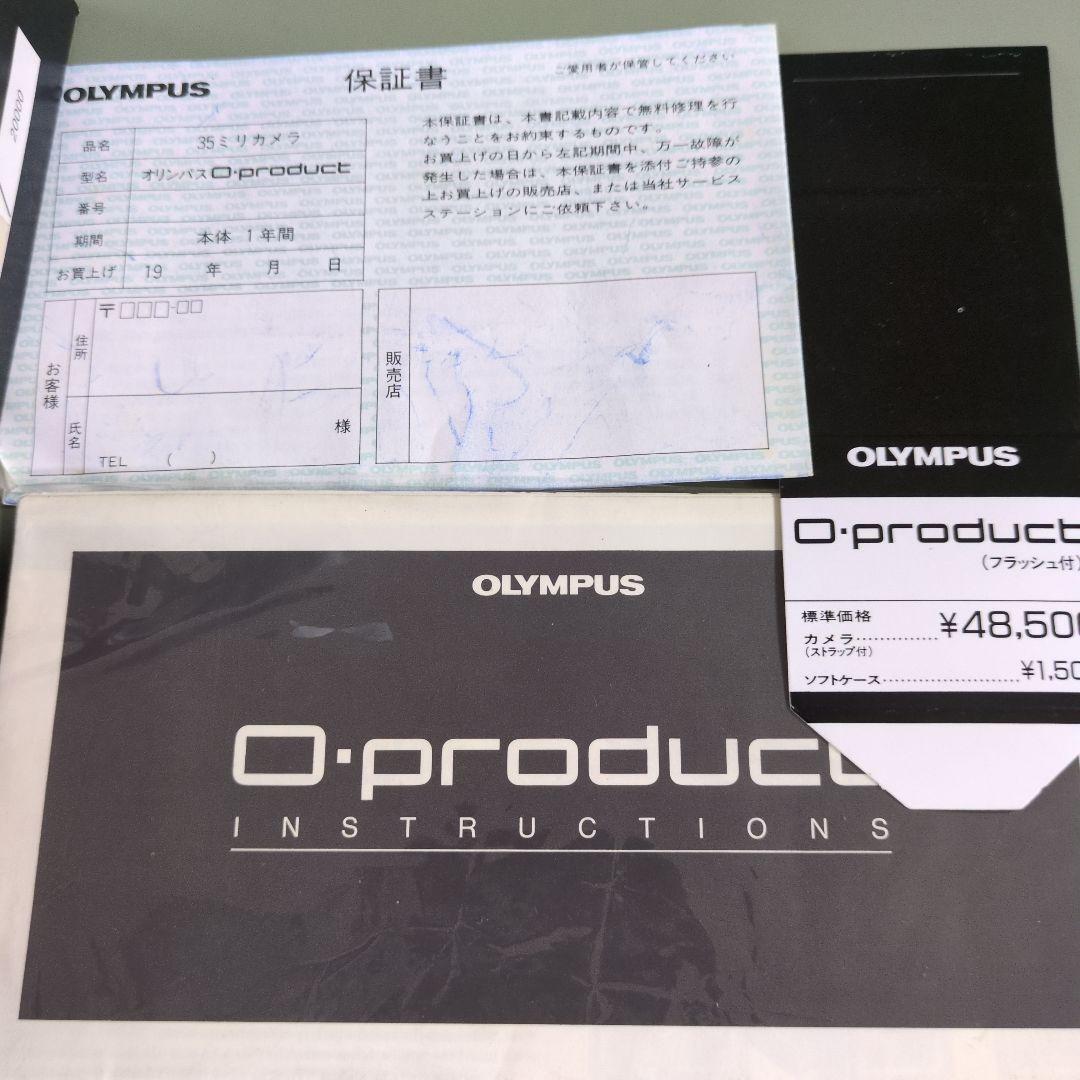 00002
OLYMPUS
保証書
ご愛用者が保管してください
品名 35ミリカメラ
型名 オリンパス O・product
番号
期間 本体 1年間
お買上げ 19 年 月 日
本保証書は、本書記載内容で無料修理を行
なうことをお約束するものです。
お買上げの日から左記期間中、万一故障が
発生した場合は、本保証書を添付ご持参の
上お買上げの販売店、または当社サービス
ステーションにご依頼下さい。
お客様
住所
〒□□□-□□
氏名
様
TEL ( )
販売店
OLYMPUS
O・product
(フラッシュ付)
標準価格
カメラ..............¥48,50
(ストラップ付)
ソフトケース......................¥1,50
OLYMPUS
O・product
INSTRUCTIONS